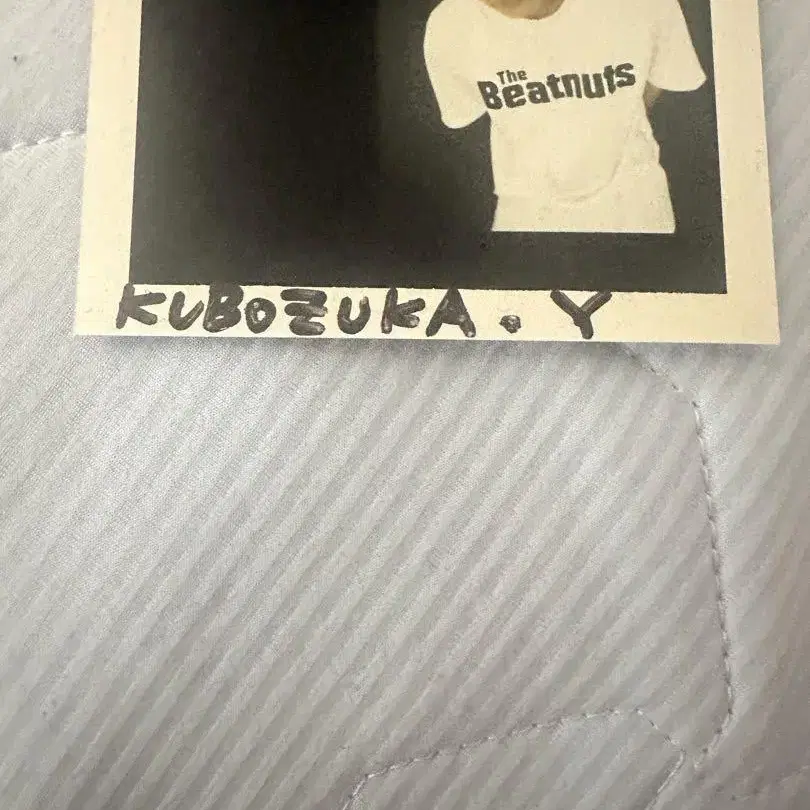 The
Beatnuts
KUBOZUKA . Y